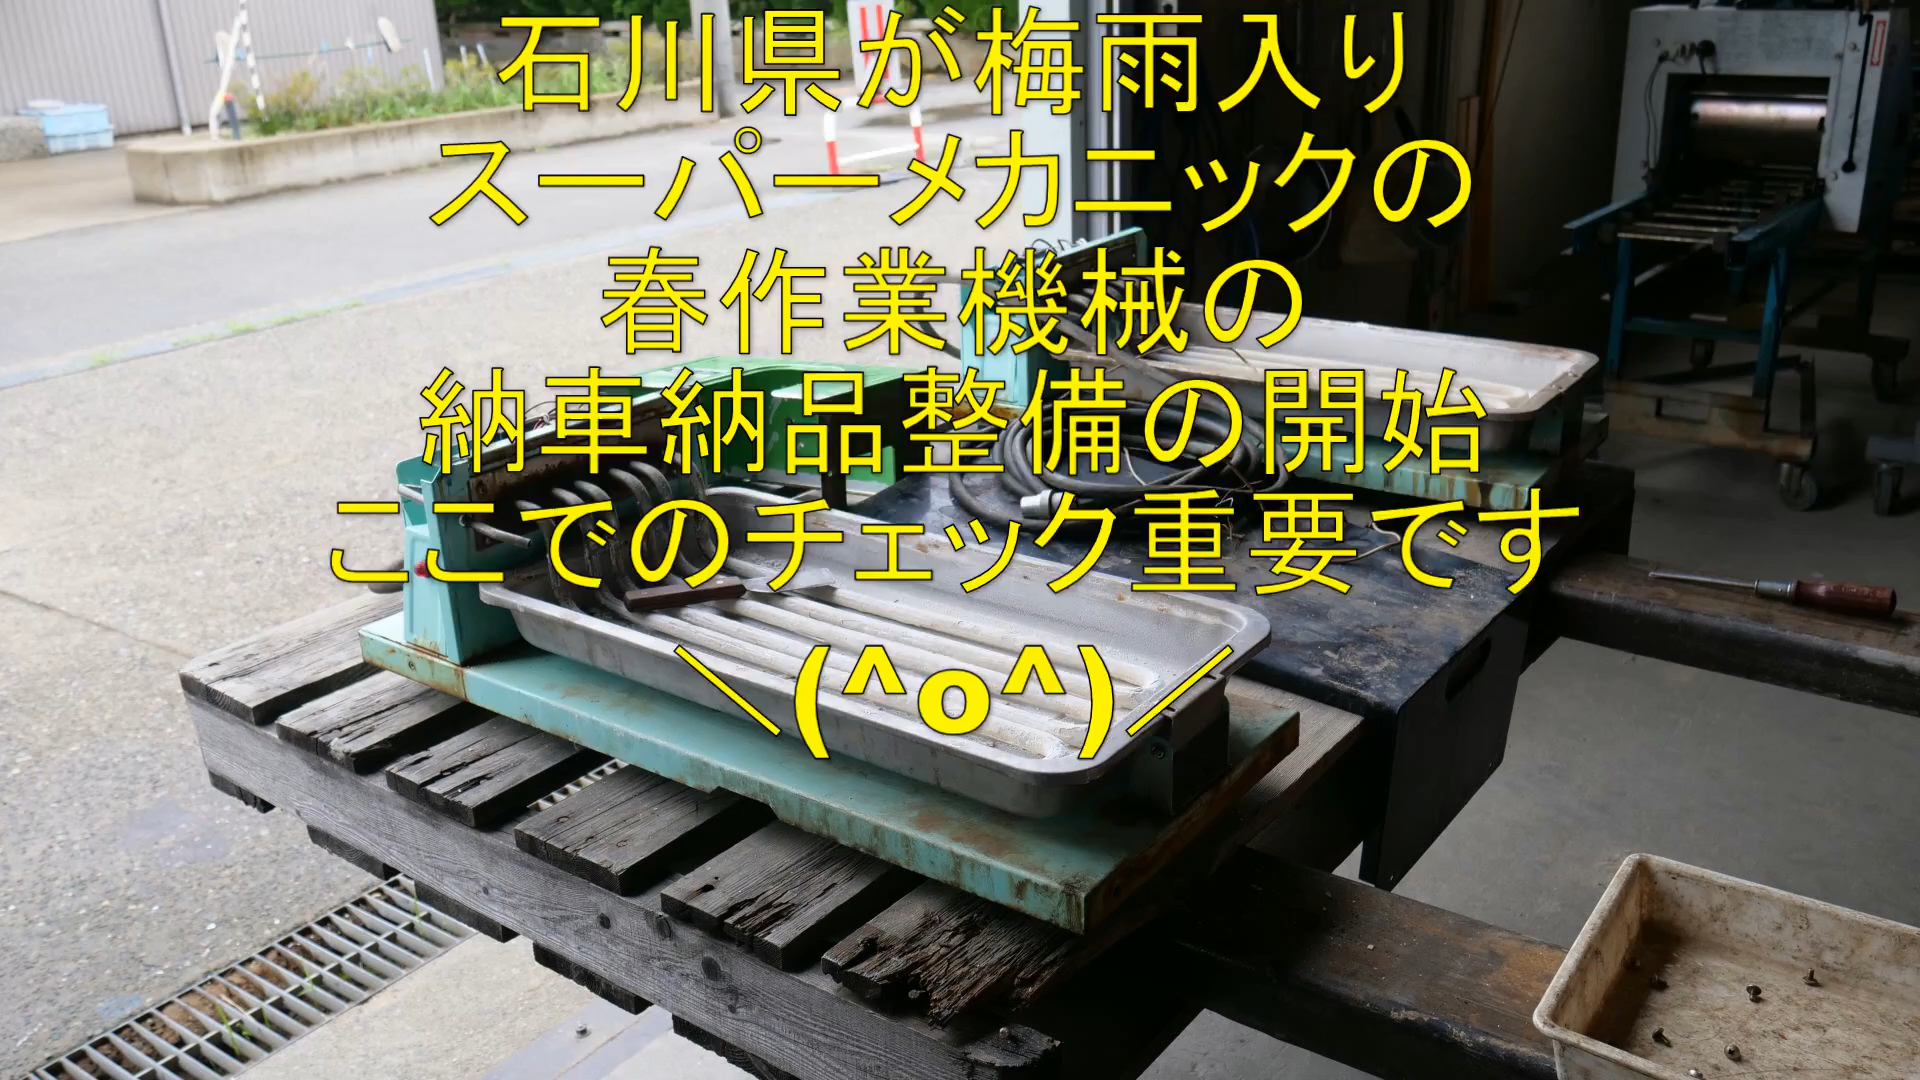 石川県が梅雨入り
スーパーメカニックの
春作業機械の
納車納品整備の開始
ここでのチェック重要です
＼(^o^)／